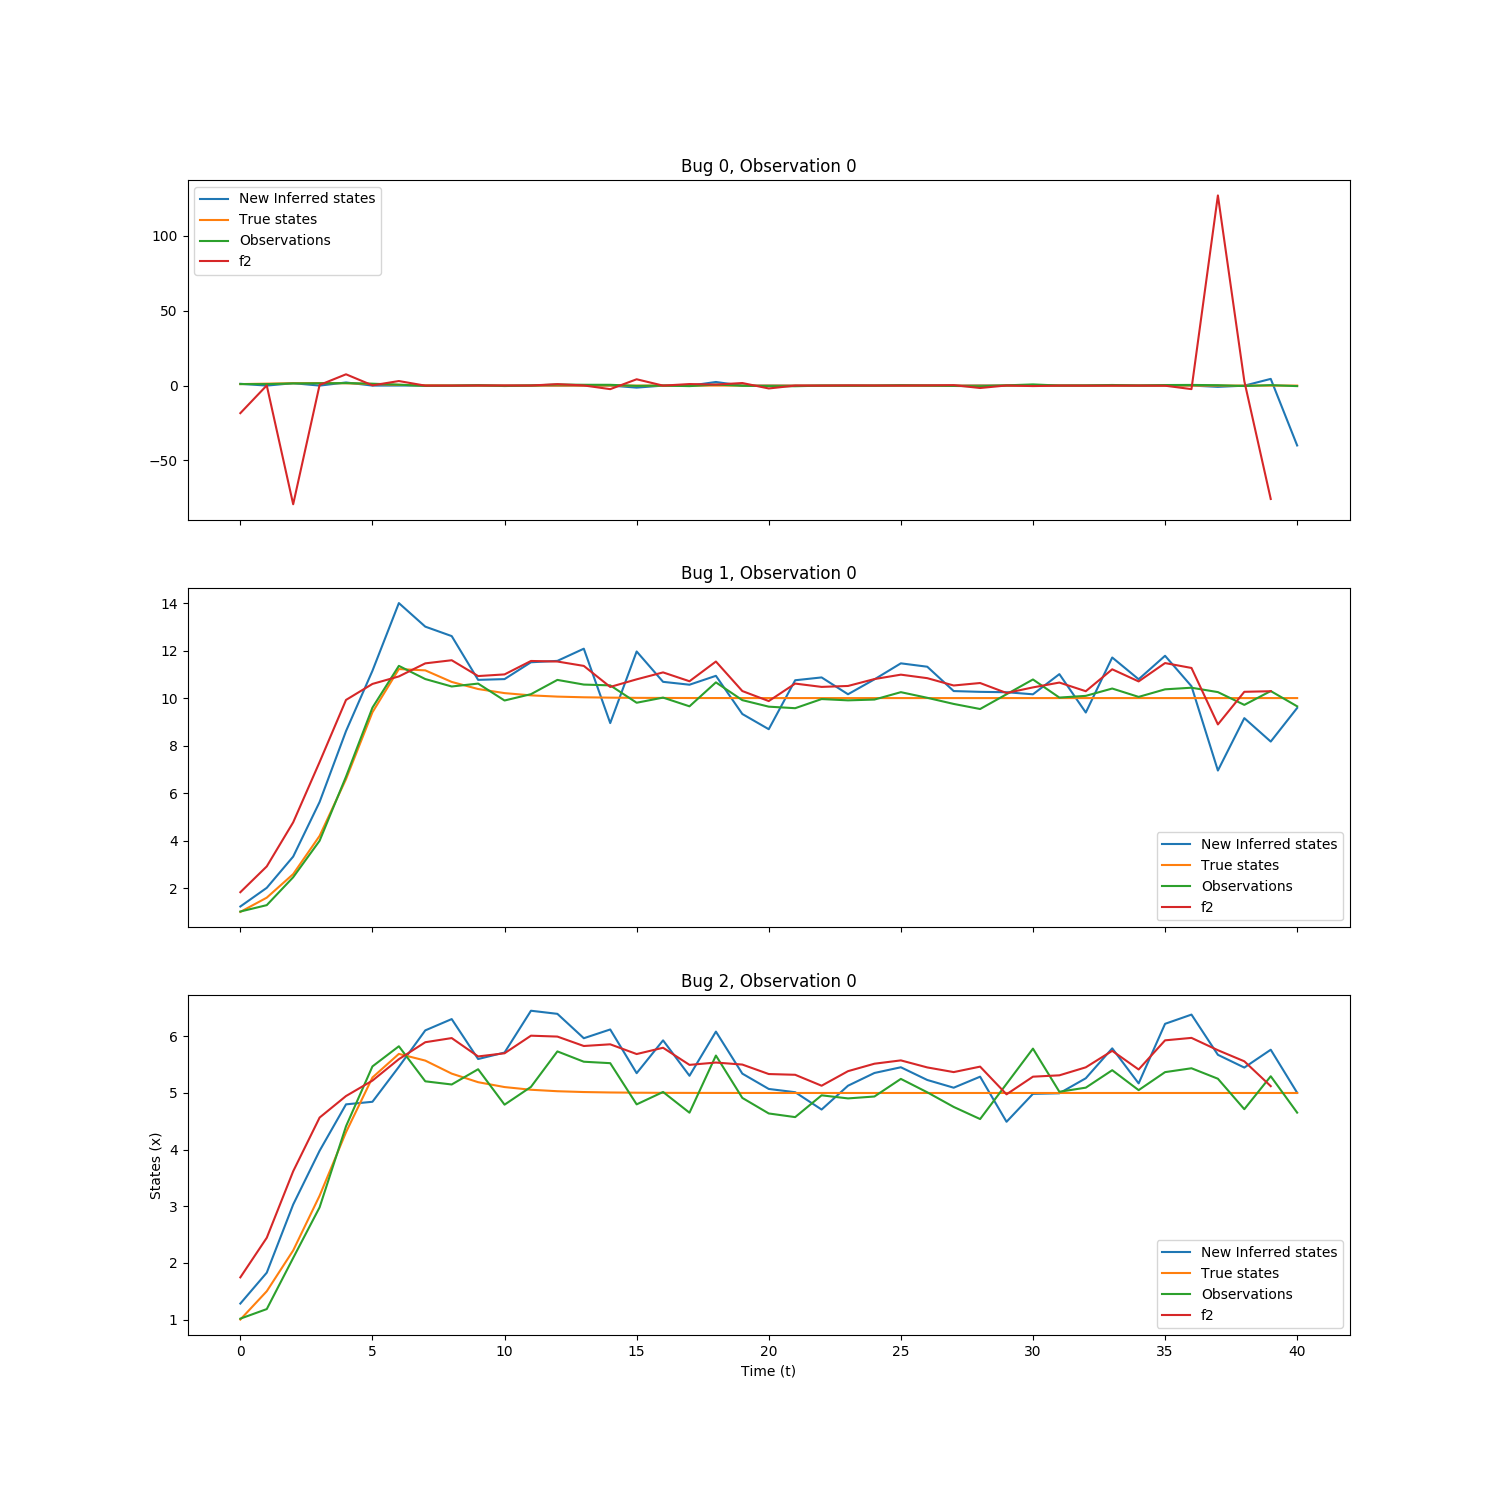 Bug 0, Observation 0
New Inferred states
True states
Observations
f2
100
50
0
−50
Bug 1, Observation 0
14
12
10
8
6
4
2
New Inferred states
True states
Observations
f2
Bug 2, Observation 0
6
5
4
3
2
1
States (x)
New Inferred states
True states
Observations
f2
0 5 10 15 20 25 30 35 40
Time (t)